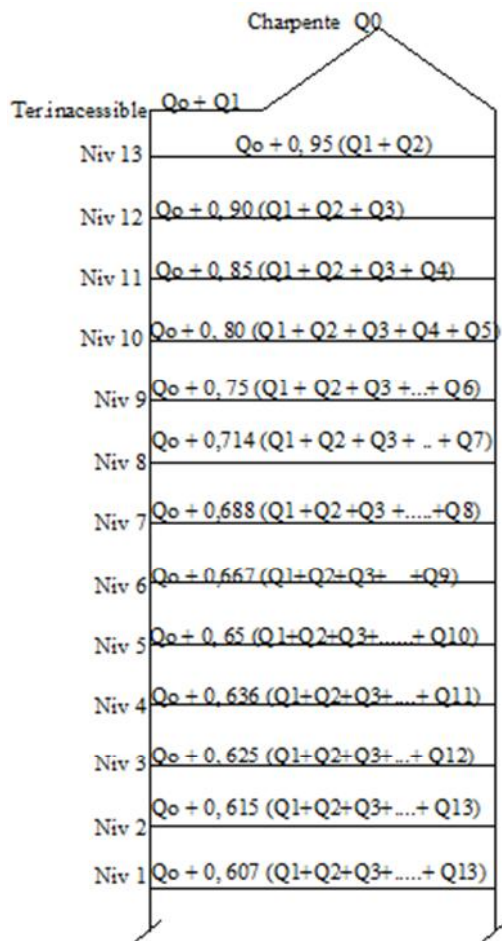 Charpente Q0
Ter.inacessible Qo + Q1
Niv 13 Qo + 0, 95 (Q1 + Q2)
Niv 12 Qo + 0, 90 (Q1 + Q2 + Q3)
Niv 11 Qo + 0, 85 (Q1 + Q2 + Q3 + Q4)
Niv 10 Qo + 0, 80 (Q1 + Q2 + Q3 + Q4 + Q5)
Niv 9 Qo + 0, 75 (Q1 + Q2 + Q3 +...+ Q6)
Niv 8 Qo + 0,714 (Q1 + Q2 + Q3 + .. + Q7)
Niv 7 Qo + 0,688 (Q1 +Q2 +Q3 +.....+Q8)
Niv 6 Qo + 0,667 (Q1+Q2+Q3+ ...+Q9)
Niv 5 Qo + 0, 65 (Q1+Q2+Q3+......+ Q10)
Niv 4 Qo + 0, 636 (Q1+Q2+Q3+....+ Q11)
Niv 3 Qo + 0, 625 (Q1+Q2+Q3+...+ Q12)
Niv 2 Qo + 0, 615 (Q1+Q2+Q3+....+ Q13)
Niv 1 Qo + 0, 607 (Q1+Q2+Q3+.....+ Q13)